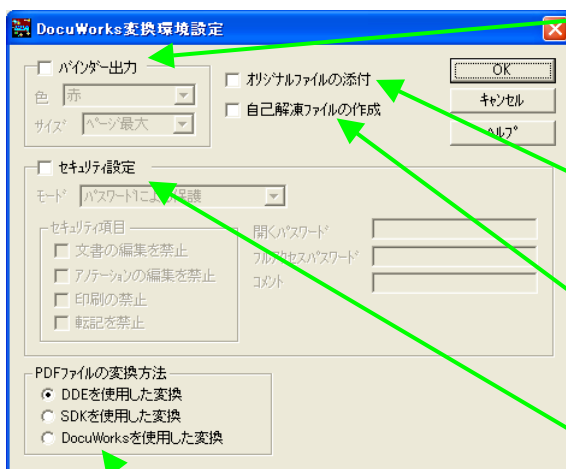 DocuWorks変換環境設定
バインダー出力
色 赤
サイズ ページ最大
オリジナルファイルの添付
自己解凍ファイルの作成
OK
キャンセル
ヘルプ
セキュリティ設定
モード パスワードによる保護
セキュリティ項目
文書の編集を禁止
アノテーションの編集を禁止
印刷の禁止
転記を禁止
開くパスワード
フルアクセスパスワード
コメント
PDFファイルの変換方法
DDEを使用した変換
SDKを使用した変換
DocuWorksを使用した変換